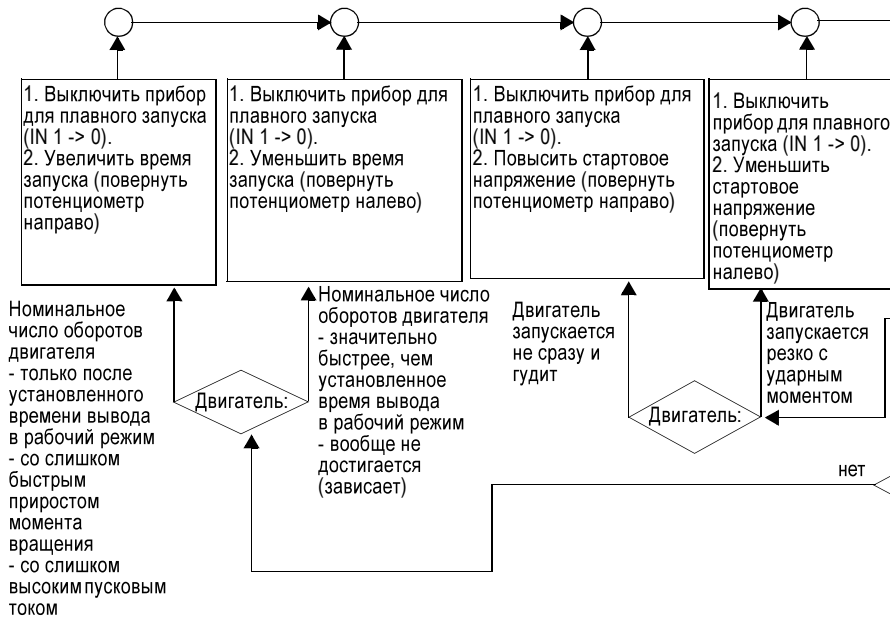 1. Выключить прибор
для плавного запуска
(IN 1 -> 0).
2. Увеличить время
запуска (повернуть
потенциометр
направо)
1. Выключить прибор для
плавного запуска
(IN 1 -> 0).
2. Уменьшить время
запуска (повернуть
потенциометр налево)
1. Выключить прибор для
плавного запуска
(IN 1 -> 0).
2. Повысить стартовое
напряжение (повернуть
потенциометр направо)
1. Выключить
прибор для плавного
запуска (IN 1 -> 0).
2. Уменьшить
стартовое
напряжение
(повернуть
потенциометр
налево)
Номинальное
число оборотов
двигателя
- только после
установленного
времени вывода
в рабочий режим
- со слишком
быстрым
приростом
момента
вращения
- со слишком
высоким пусковым
током
Двигатель:
Номинальное число
оборотов двигателя
- значительно
быстрее, чем
установленное
время вывода
в рабочий режим
- вообще не
достигается
(зависает)
Двигатель
запускается
не сразу и
гудит
Двигатель:
Двигатель
запускается
резко с
ударным
моментом
нет